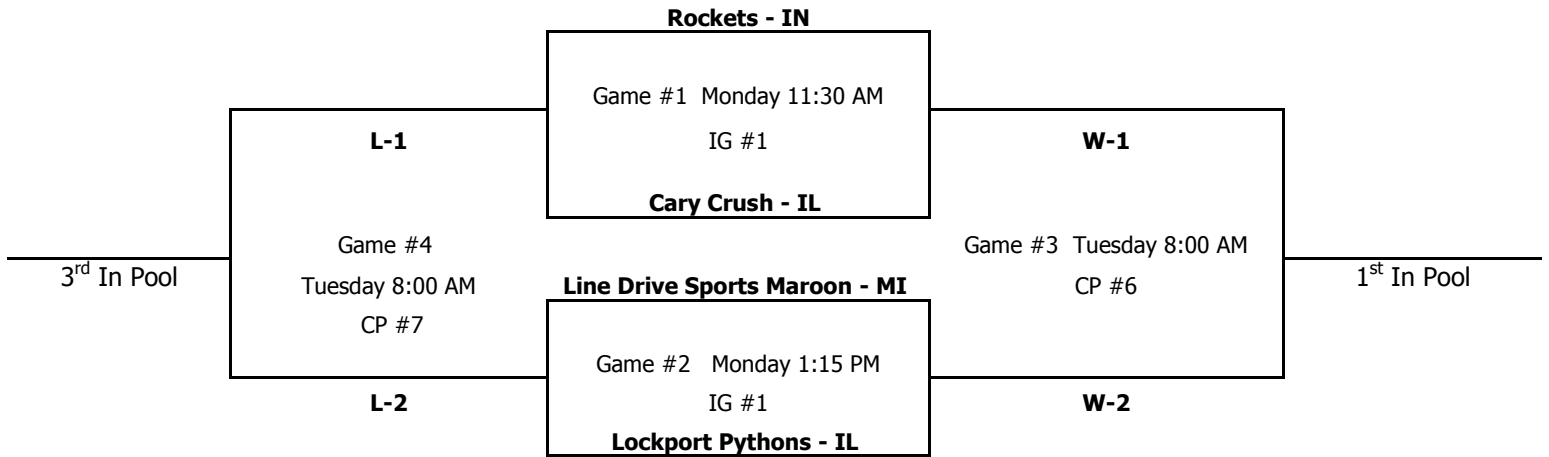 Rockets - IN
Game #1 Monday 11:30 AM
L-1
IG #1
W-1
Cary Crush - IL
Game #4
Game #3 Tuesday 8:00 AM
3rd In Pool
Tuesday 8:00 AM
Line Drive Sports Maroon - MI
CP #6
1st In Pool
CP #7
Game #2 Monday 1:15 PM
L-2
IG #1
W-2
Lockport Pythons - IL